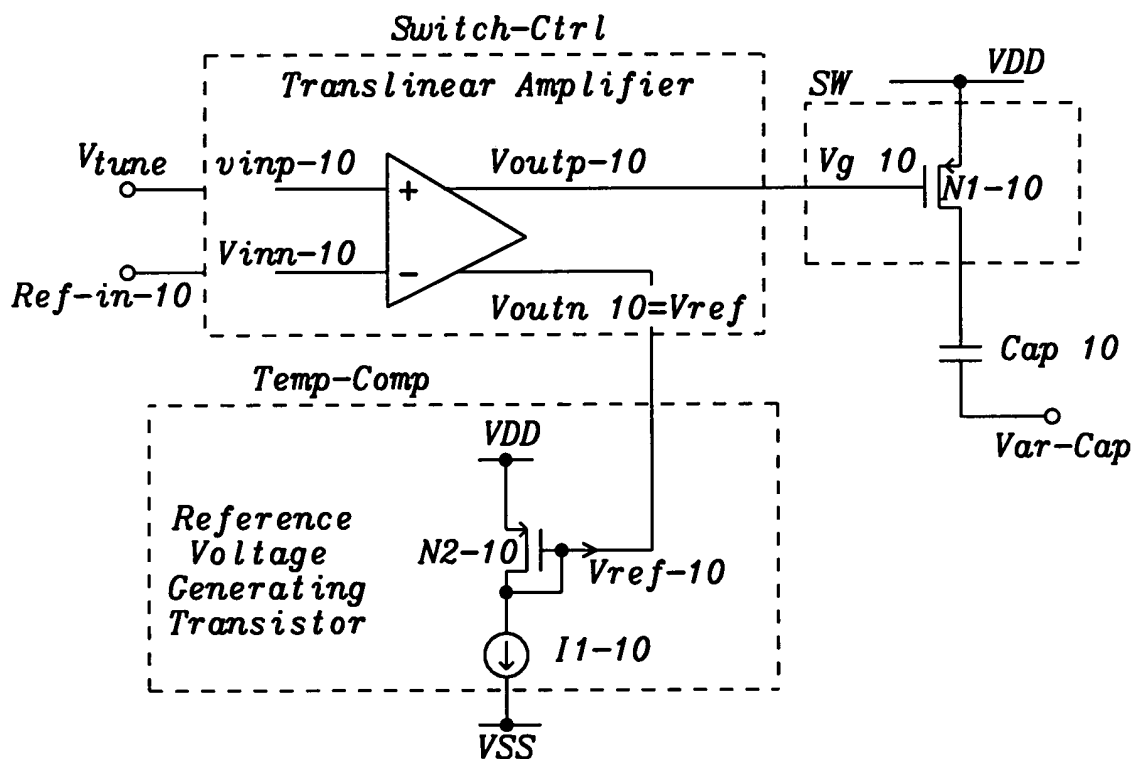 Switch-Ctrl
Translinear Amplifier
SW
VDD
Vtune
vinp-10
Voutp-10
Vg 10
N1-10
+
Vinn-10
-
Ref-in-10
Voutn 10=Vref
Cap 10
Temp-Comp
Var-Cap
VDD
Reference
Voltage
Generating
Transistor
N2-10
Vref-10
I1-10
VSS